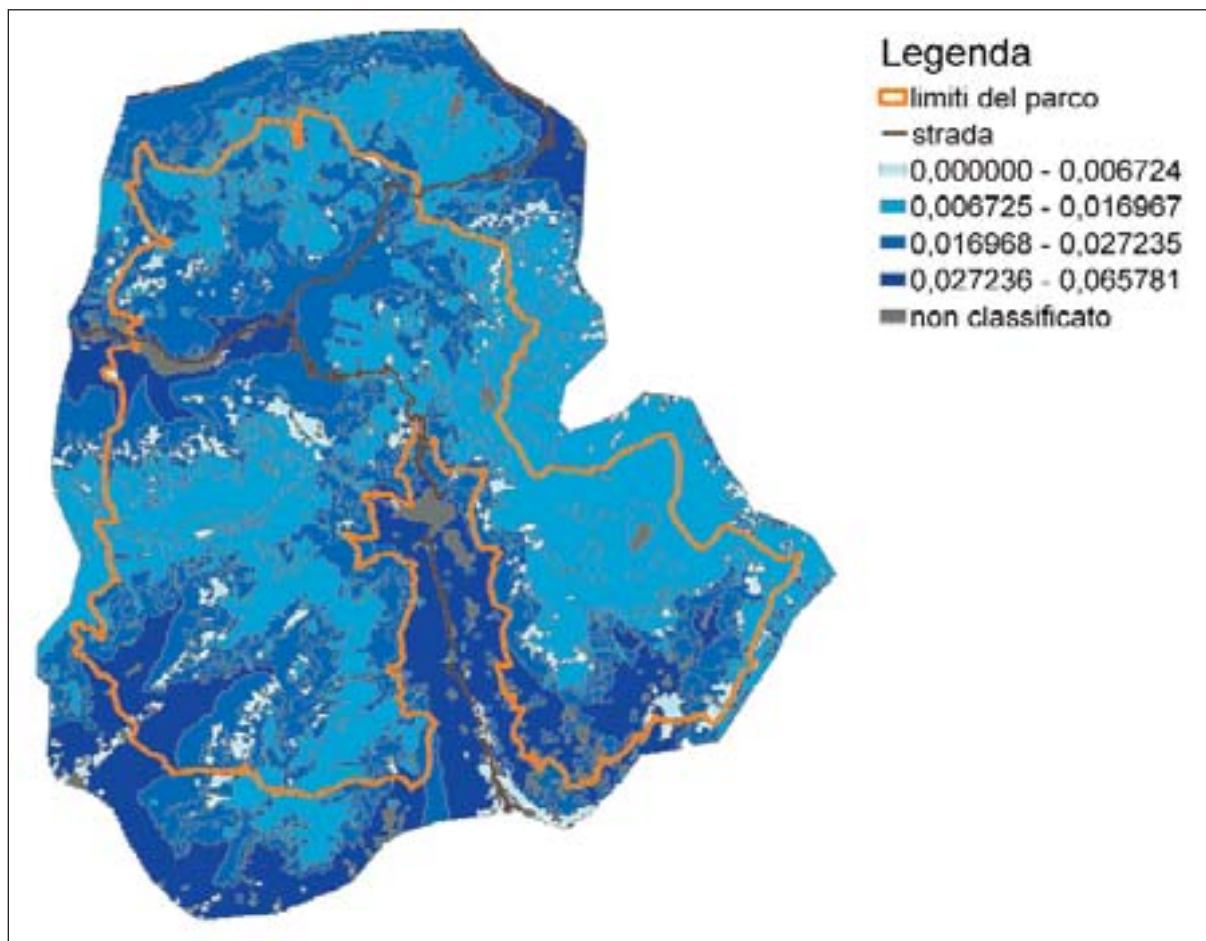 Legenda
limiti del parco
strada
0,000000 - 0,006724
0,006725 - 0,016967
0,016968 - 0,027235
0,027236 - 0,065781
non classificato